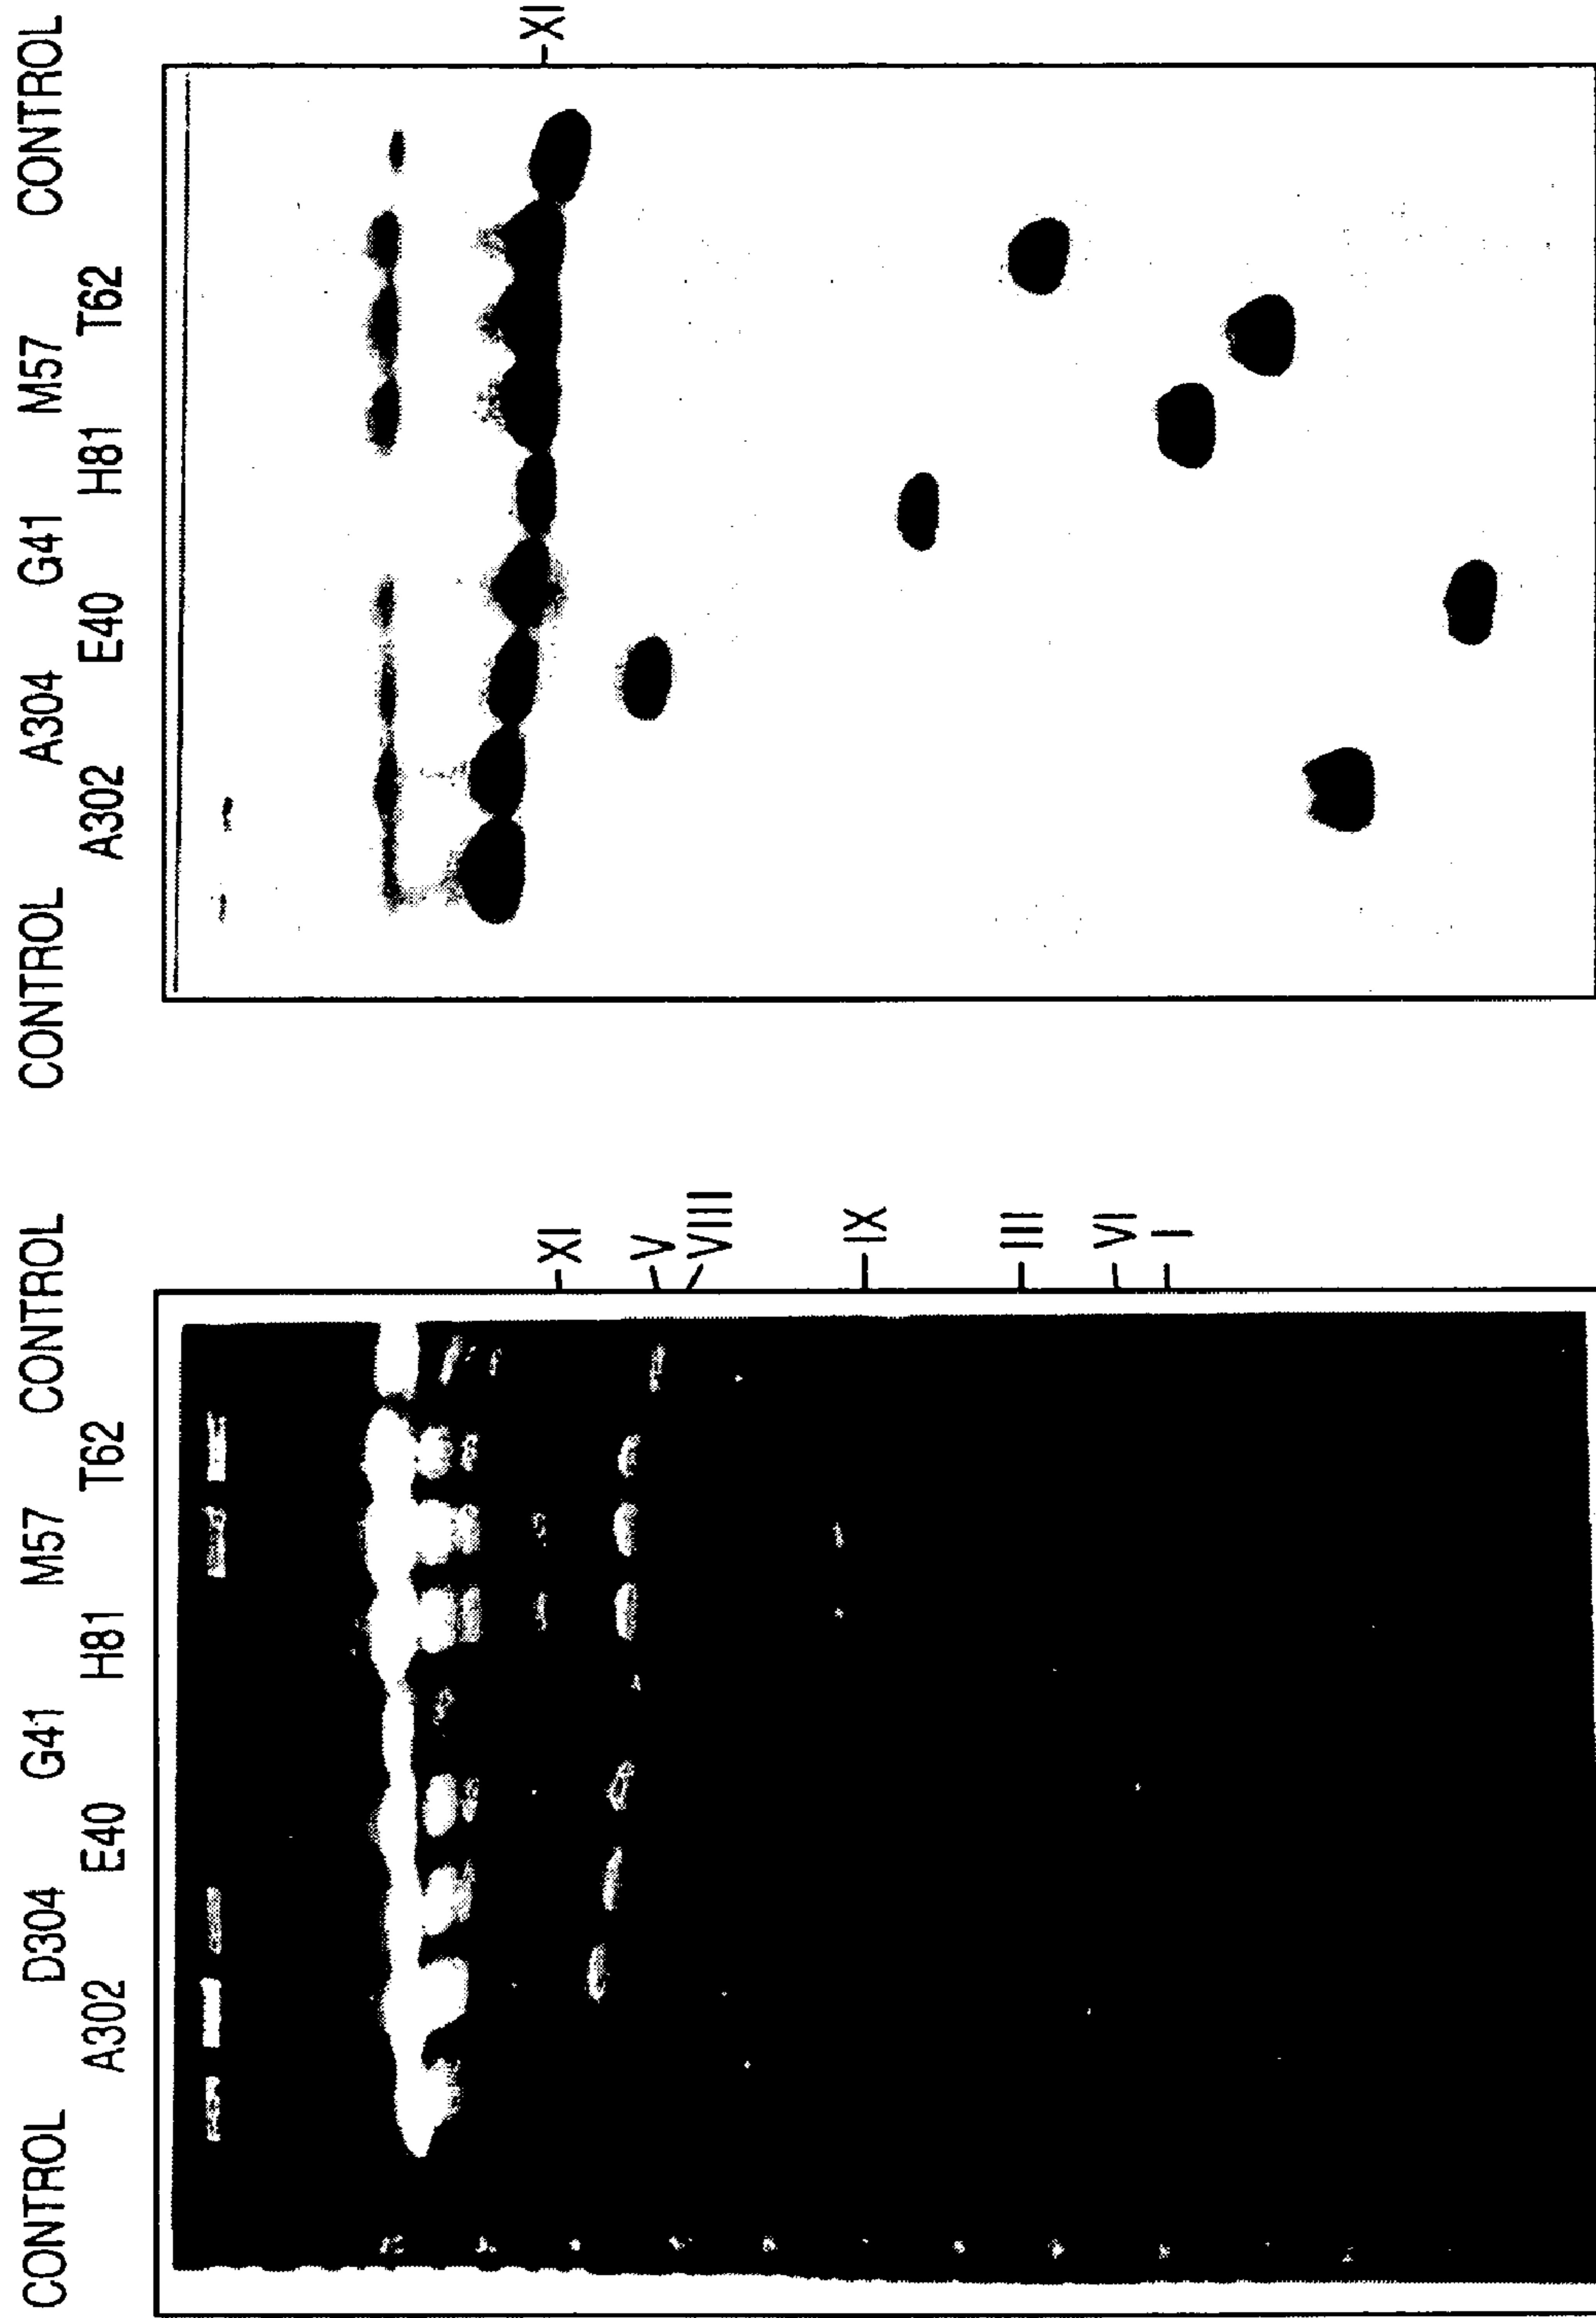 CONTROL A304 G41 M57 CONTROL
A302 E40 H81 T62
-XI
CONTROL D304 G41 M57 CONTROL
A302 E40 H81 T62
-XI
V
VIII
IX
III
VI
I